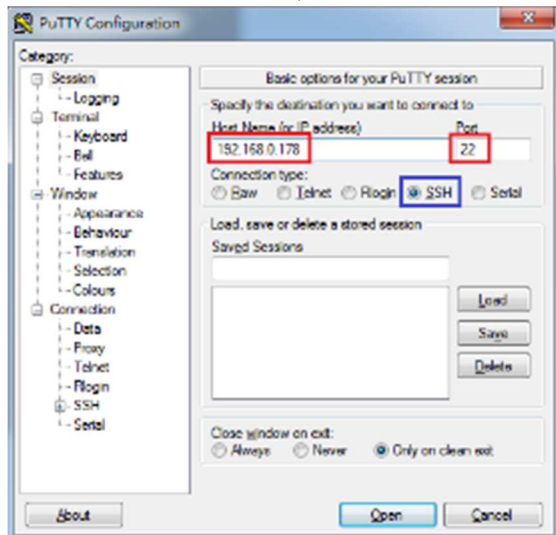 PuTTY Configuration
Category:
Session
Logging
Terminal
Keyboard
Bell
Features
Window
Appearance
Behaviour
Translation
Selection
Colours
Connection
Data
Proxy
Telnet
Rlogin
SSH
Serial
Basic options for your PuTTY session
Specify the destination you want to connect to
Host Name (or IP address) Port
192.168.0.178 22
Connection type:
Raw Telnet Rlogin SSH Serial
Load, save or delete a stored session
Saved Sessions
Load
Save
Delete
Close window on exit:
Always Never Only on clean exit
About Open Cancel